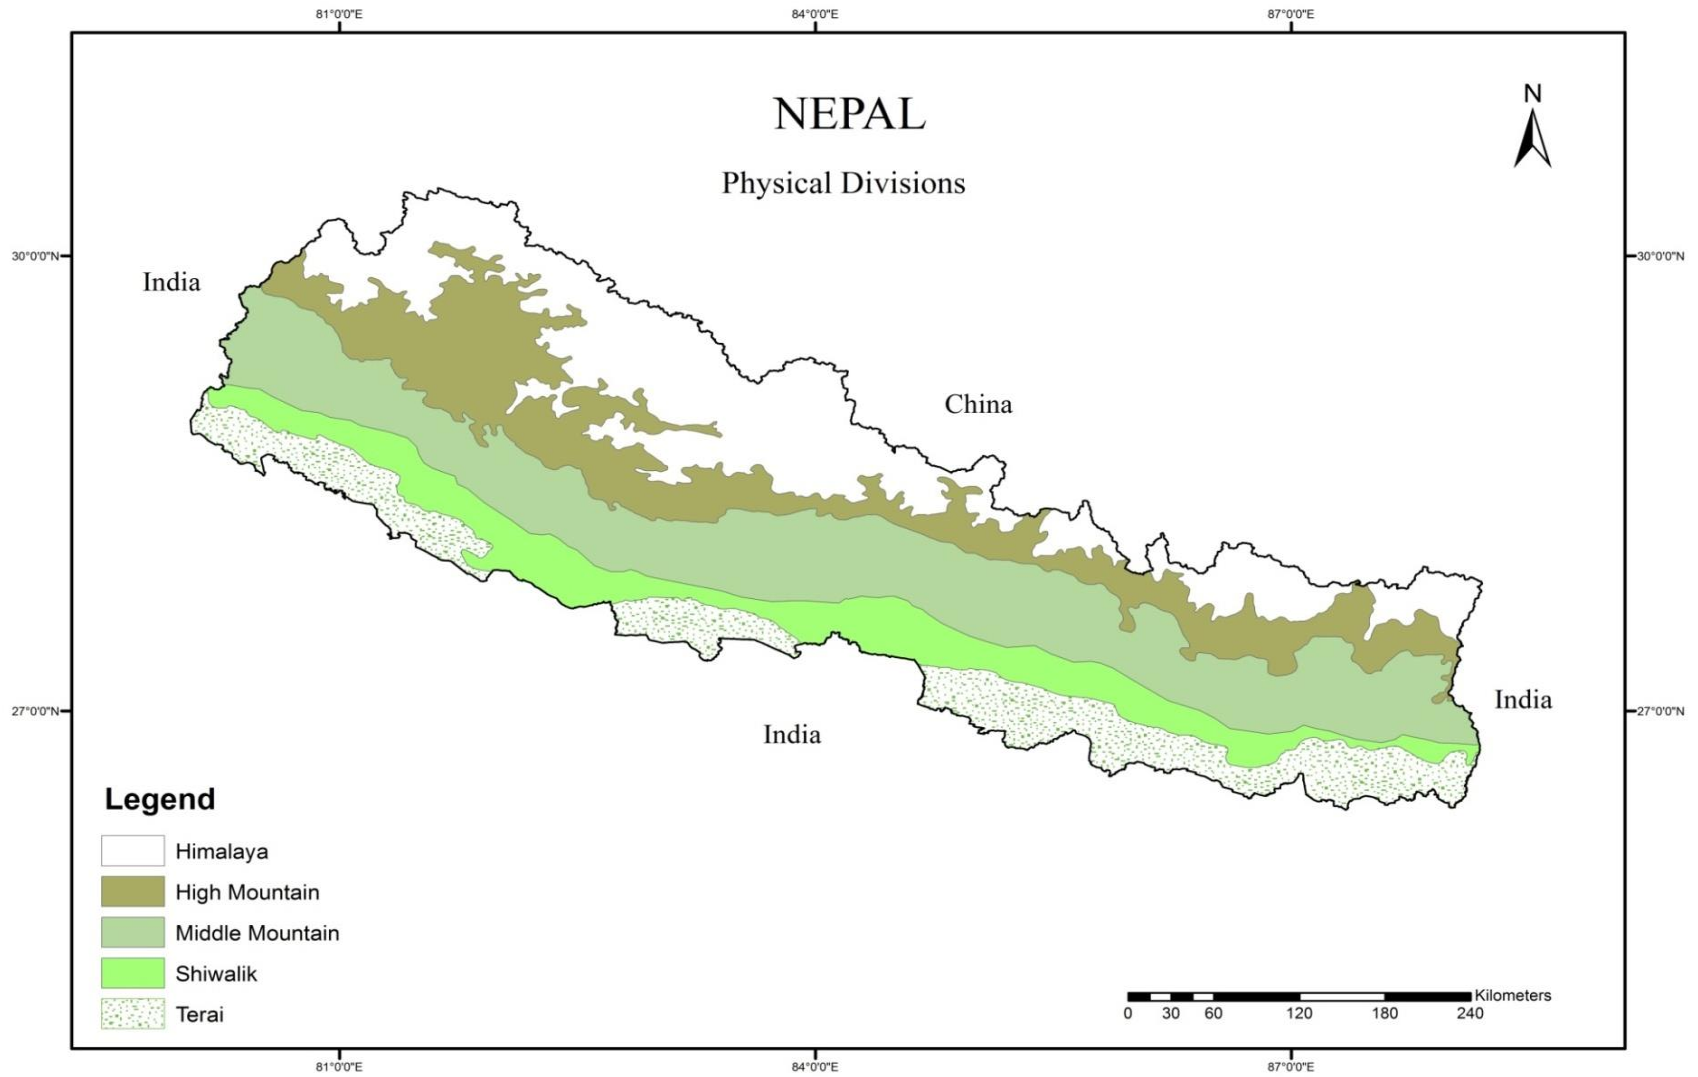 81°0'0"E 84°0'0"E 87°0'0"E
N
NEPAL
Physical Divisions
30°0'0"N 30°0'0"N
India
China
India
27°0'0"N 27°0'0"N
India
Legend
Himalaya
High Mountain
Middle Mountain
Shiwalik
Terai
Kilometers
0 30 60 120 180 240
81°0'0"E 84°0'0"E 87°0'0"E